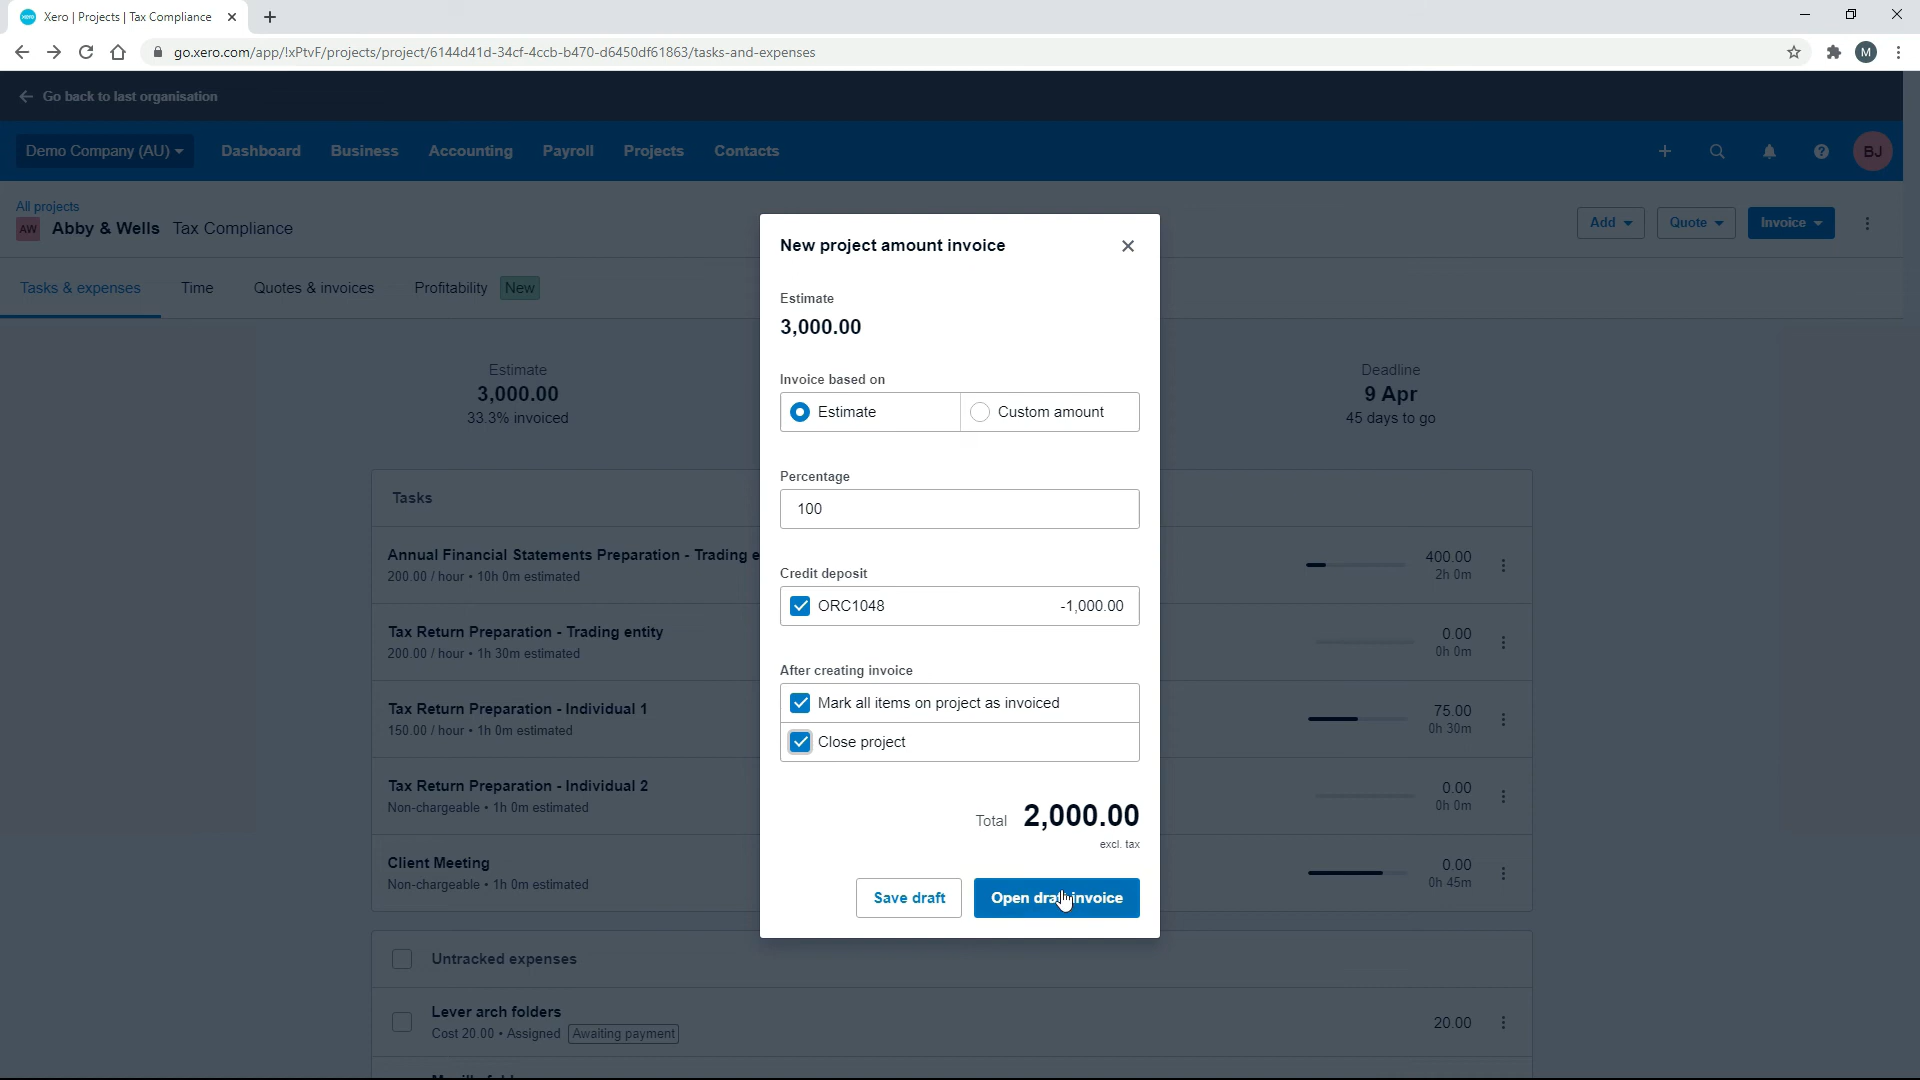 xero Xero | Projects | Tax Compliance
go.xero.com/app/!xPtvF/projects/project/6144d41d-34cf-4ccb-b470-d6450df61863/tasks-and-expenses
M
Go back to last organisation
Demo Company (AU) Dashboard Business Accounting Payroll Projects Contacts
BJ
All projects
AW Abby & Wells Tax Compliance
Add Quote Invoice
Tasks & expenses Time Quotes & invoices Profitability New
Estimate
3,000.00
33.3% invoiced
Deadline
9 Apr
45 days to go
Tasks
Annual Financial Statements Preparation - Trading e
200.00 / hour • 10h 0m estimated
400.00
2h 0m
Tax Return Preparation - Trading entity
200.00 / hour • 1h 30m estimated
0.00
0h 0m
Tax Return Preparation - Individual 1
150.00 / hour • 1h 0m estimated
75.00
0h 30m
Tax Return Preparation - Individual 2
Non-chargeable • 1h 0m estimated
0.00
0h 0m
Client Meeting
Non-chargeable • 1h 0m estimated
0.00
0h 45m
Untracked expenses
Lever arch folders
Cost 20.00 • Assigned Awaiting payment
20.00
New project amount invoice
Estimate
3,000.00
Invoice based on
Estimate Custom amount
Percentage
100
Credit deposit
ORC1048 -1,000.00
After creating invoice
Mark all items on project as invoiced
Close project
Total 2,000.00
excl. tax
Save draft Open draft invoice